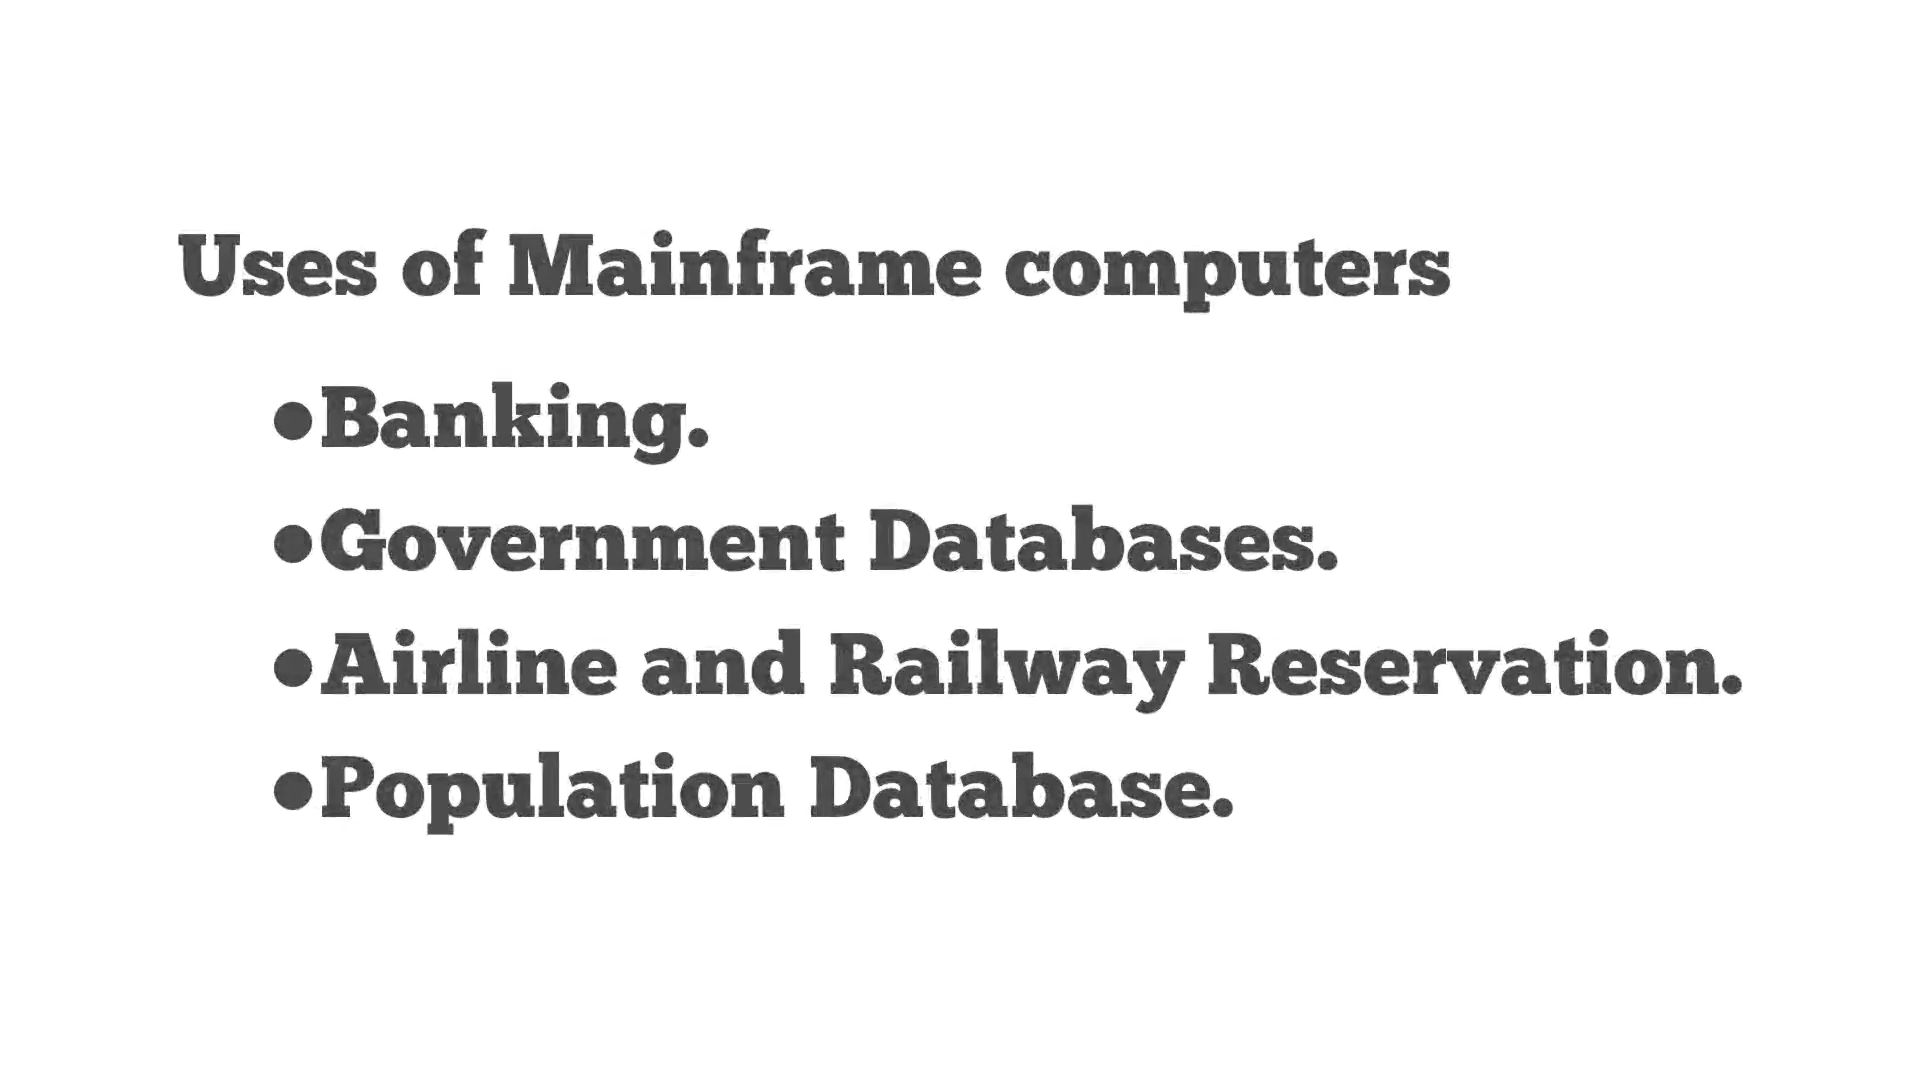 Uses of Mainframe computers
●Banking.
●Government Databases.
●Airline and Railway Reservation.
●Population Database.